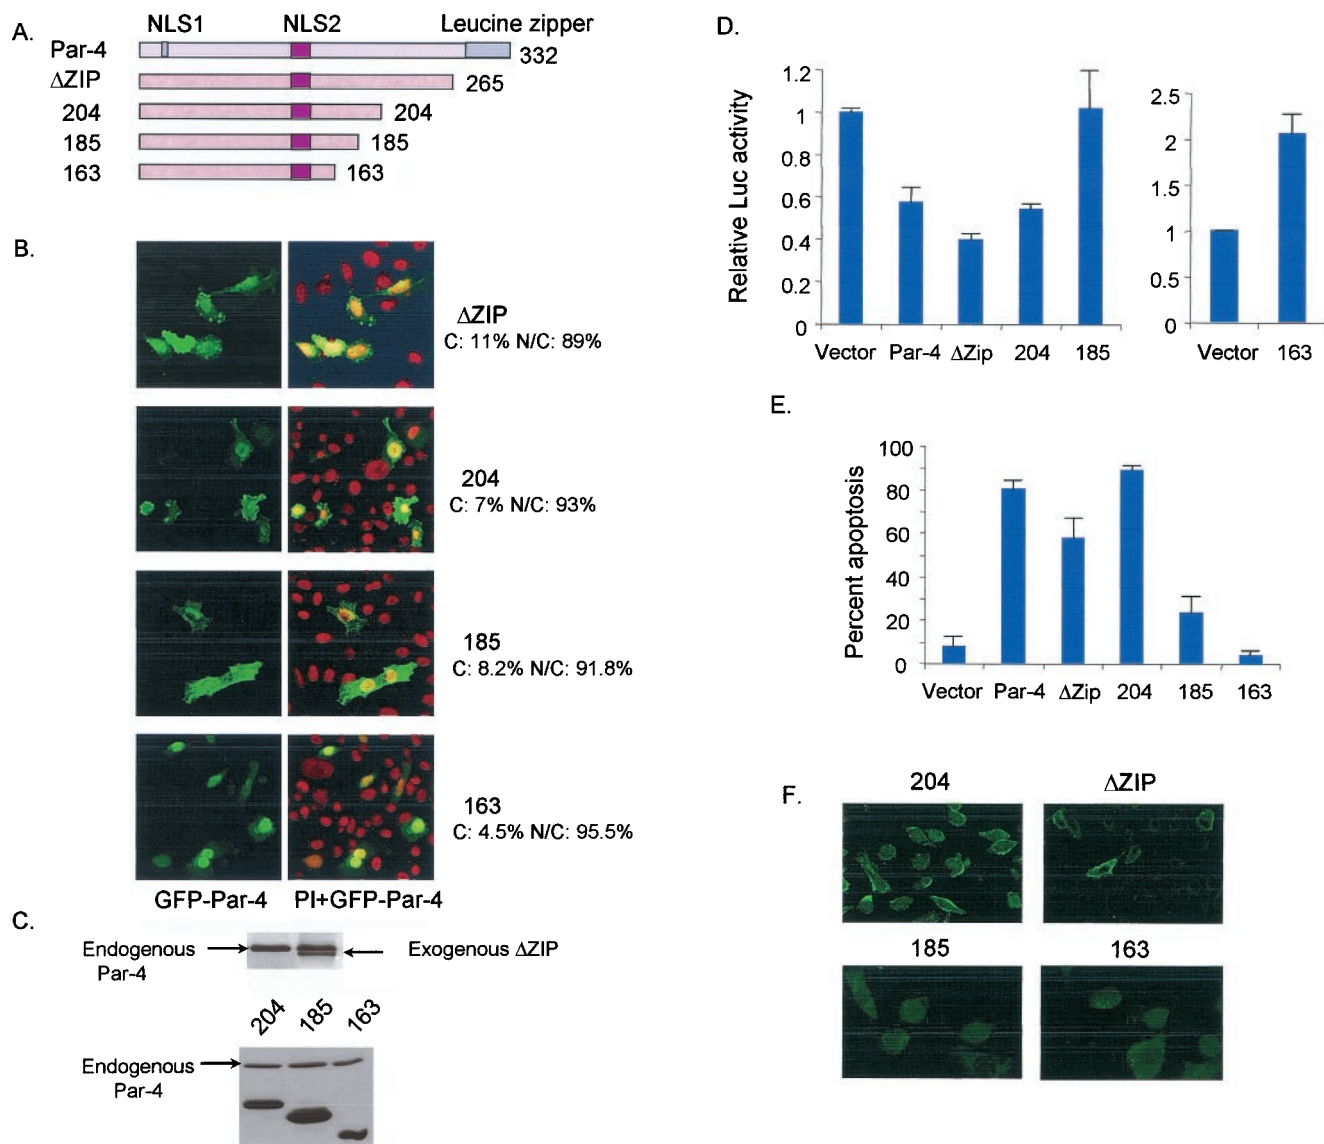 A.
NLS1 NLS2 Leucine zipper
Par-4 332
ΔZIP 265
204 204
185 185
163 163
B.
ΔZIP
C: 11% N/C: 89%
204
C: 7% N/C: 93%
185
C: 8.2% N/C: 91.8%
163
C: 4.5% N/C: 95.5%
GFP-Par-4 PI+GFP-Par-4
C.
Endogenous
Par-4
Exogenous ΔZIP
204 185 163
Endogenous
Par-4
D.
Relative Luc activity
1.2
1
0.8
0.6
0.4
0.2
0
Vector Par-4 ΔZip 204 185
2.5
2
1.5
1
0.5
0
Vector 163
E.
Percent apoptosis
100
80
60
40
20
0
Vector Par-4 ΔZip 204 185 163
F.
204 ΔZIP
185 163